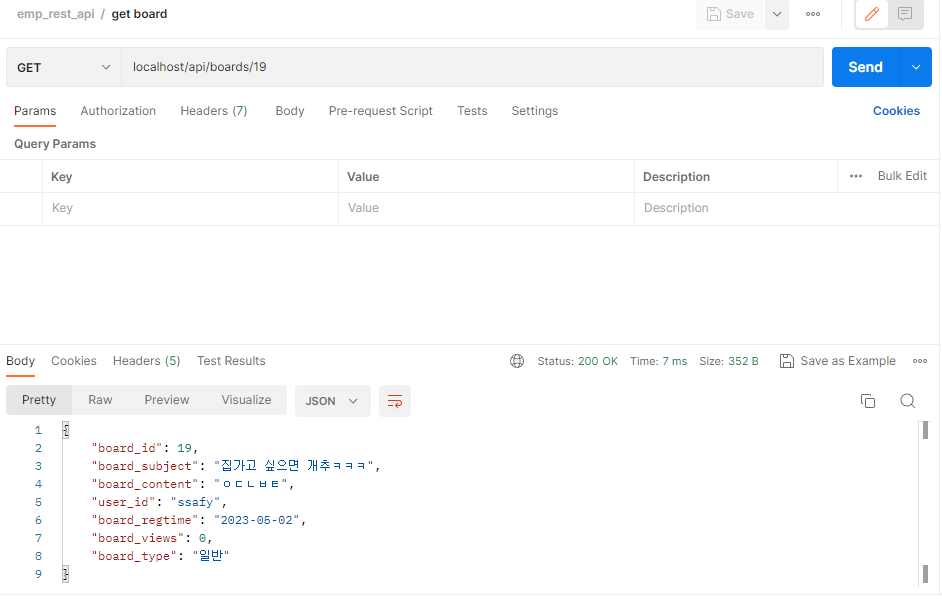 emp_rest_api / get board
Save
GET
localhost/api/boards/19
Send
Params Authorization Headers (7) Body Pre-request Script Tests Settings Cookies
Query Params
Key Value Description Bulk Edit
Key Value Description
Body Cookies Headers (5) Test Results Status: 200 OK Time: 7 ms Size: 352 B Save as Example
Pretty Raw Preview Visualize JSON
1 {
2 "board_id": 19,
3 "board_subject": "집가고 싶으면 개추ㅋㅋㅋ",
4 "board_content": "ㅇㄷㄴㅂㅌ",
5 "user_id": "ssafy",
6 "board_regtime": "2023-05-02",
7 "board_views": 0,
8 "board_type": "일반"
9 }